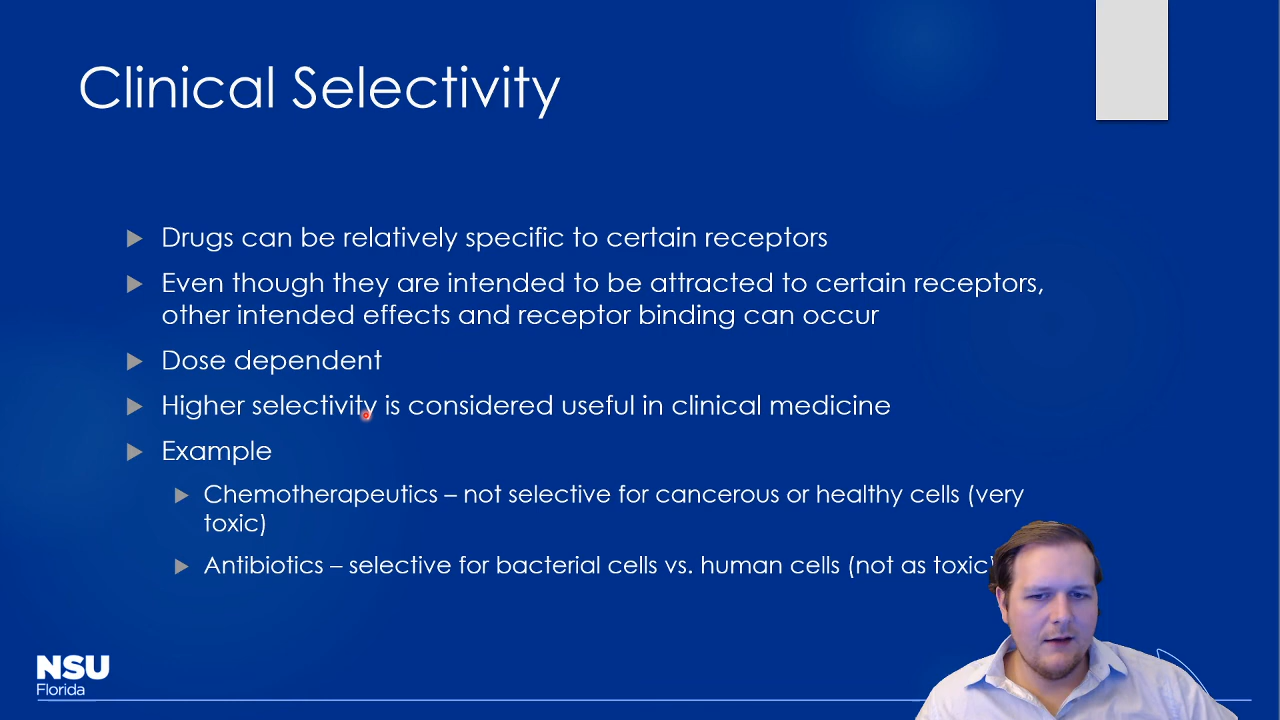 Clinical Selectivity
Drugs can be relatively specific to certain receptors
Even though they are intended to be attracted to certain receptors,
other intended effects and receptor binding can occur
Dose dependent
Higher selectivity is considered useful in clinical medicine
Example
Chemotherapeutics – not selective for cancerous or healthy cells (very
toxic)
Antibiotics – selective for bacterial cells vs. human cells (not as toxic)
NSU
Florida